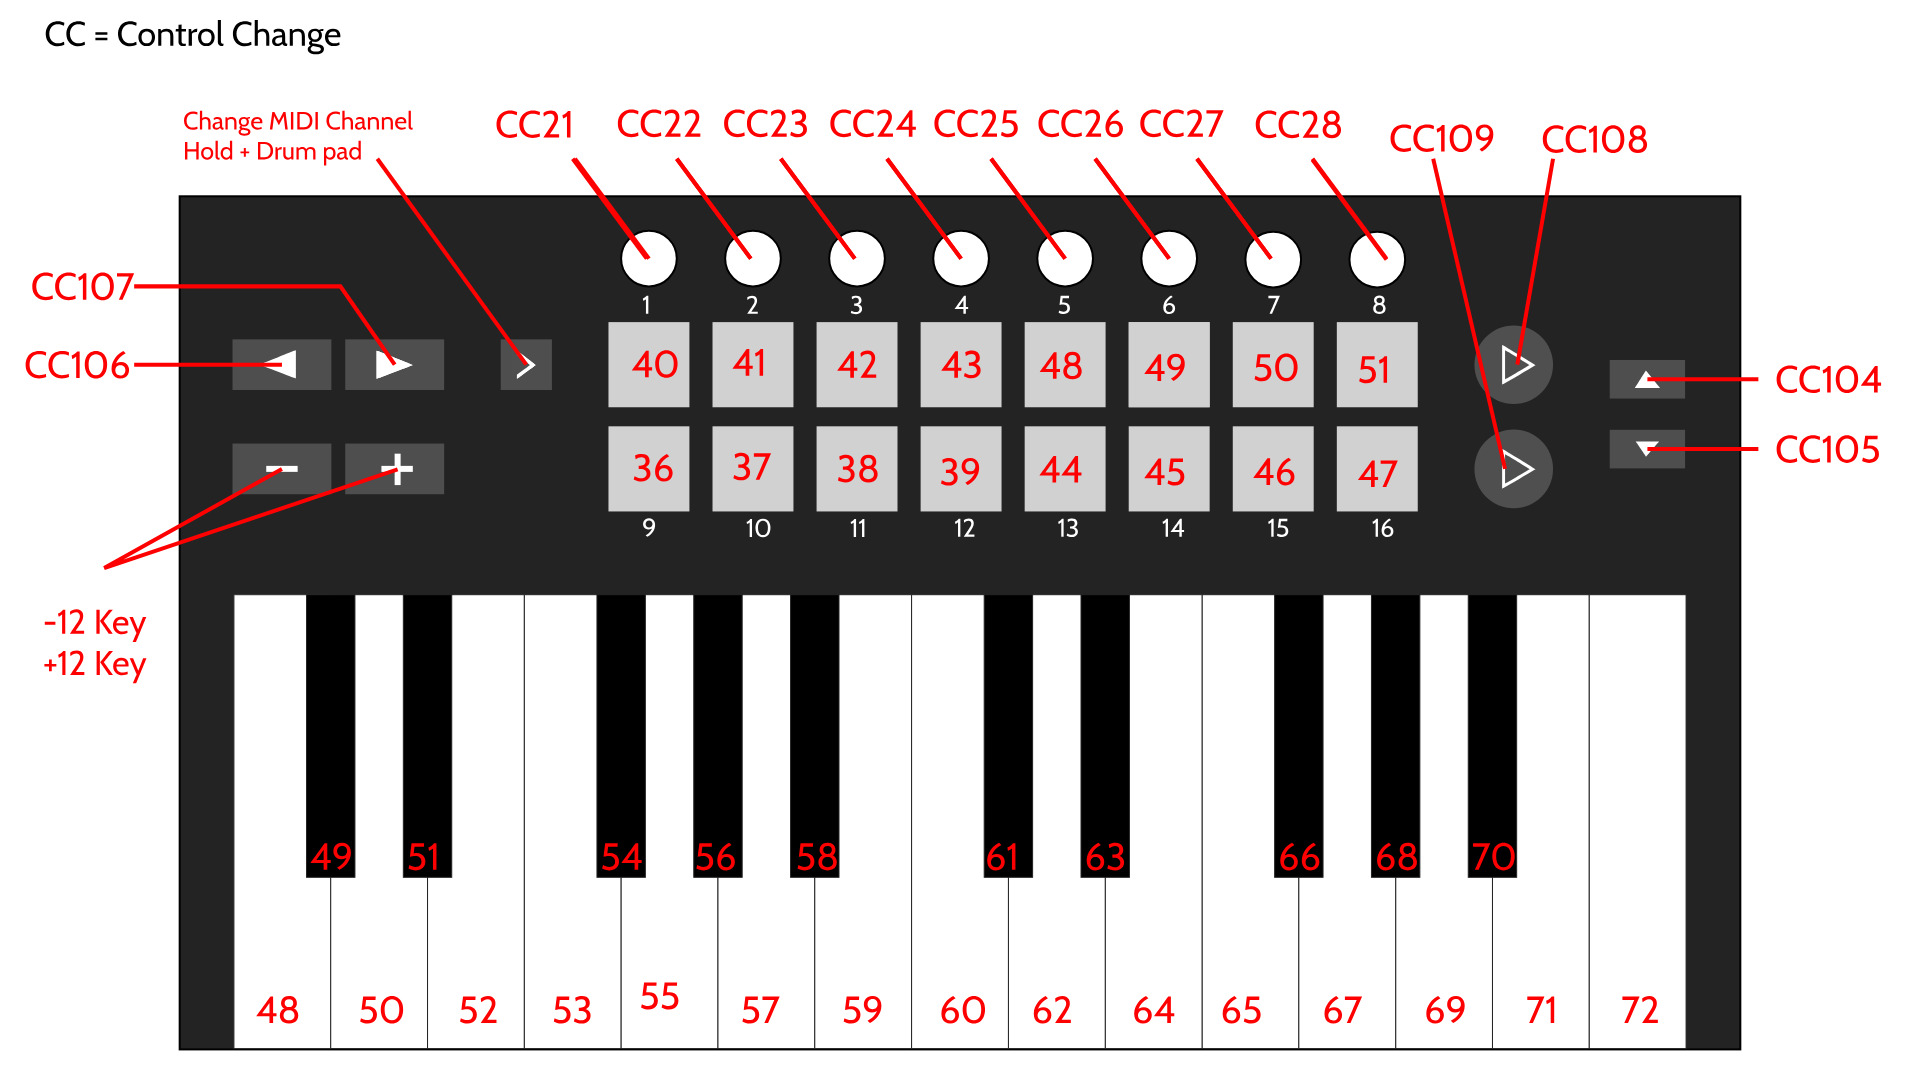 CC = Control Change
Change MIDI Channel
Hold + Drum pad
CC21 CC22 CC23 CC24 CC25 CC26 CC27 CC28
CC109 CC108
CC107
1 2 3 4 5 6 7 8
CC106
40 41 42 43 48 49 50 51
CC104
CC105
36 37 38 39 44 45 46 47
9 10 11 12 13 14 15 16
-12 Key
+12 Key
49 51 54 56 58 61 63 66 68 70
48 50 52 53 55 57 59 60 62 64 65 67 69 71 72